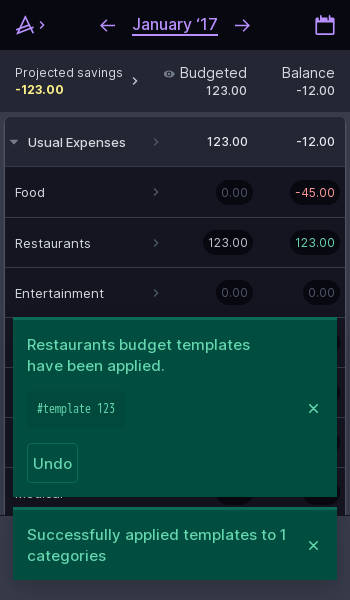 January ‘17
Projected savings
-123.00
Budgeted
123.00
Balance
-12.00
Usual Expenses 123.00 -12.00
Food 0.00 -45.00
Restaurants 123.00 123.00
Entertainment 0.00 0.00
Restaurants budget templates
have been applied.
#template 123
Undo
Successfully applied templates to 1
categories